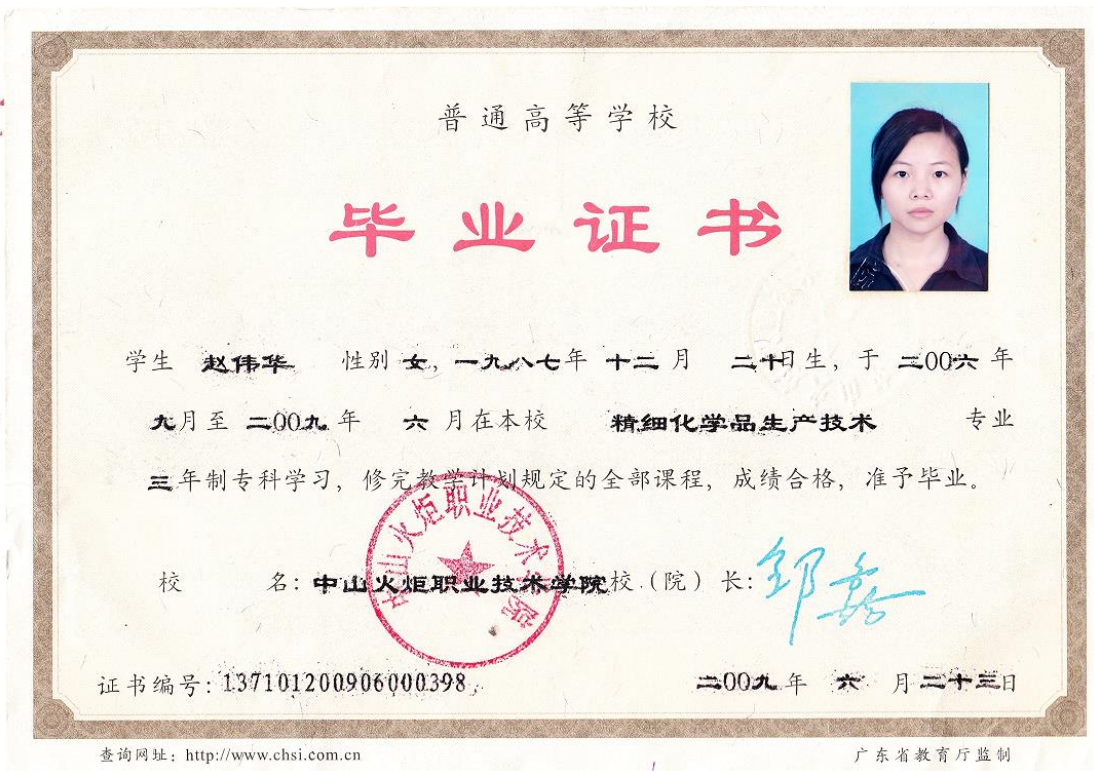 普通高等学校
毕业证书
学生 赵伟华 性别 女，一九八七年 十二月 二十日生，于 二00六 年
九月至 二00九 年 六 月在本校 精细化学品生产技术 专业
三年制专科学习，修完教学计划规定的全部课程，成绩合格，准予毕业。
中山火炬职业技术学院
校 名：中山火炬职业技术学院校（院）长：邹嘉
证书编号：137101200906000398
二00九 年 六 月 二十三日
查询网址：http://www.chsi.com.cn
广东省教育厅监制